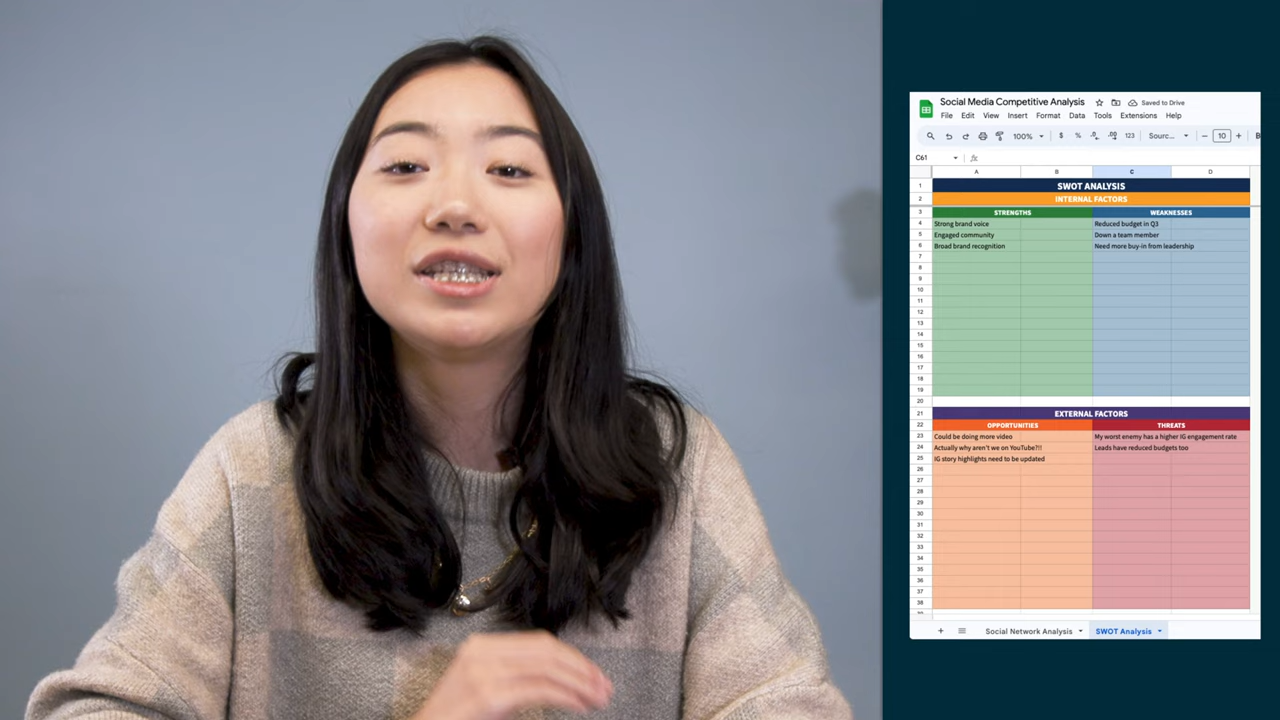 Social Media Competitive Analysis Saved to Drive
File Edit View Insert Format Data Tools Extensions Help
100% $ % .0 .00 123 Sourc... – 10 + B
C61 fx
A B C D
1 SWOT ANALYSIS
2 INTERNAL FACTORS
3 STRENGTHS WEAKNESSES
4 Strong brand voice Reduced budget in Q3
5 Engaged community Down a team member
6 Broad brand recognition Need more buy-in from leadership
7
8
9
10
11
12
13
14
15
16
17
18
19
20
21 EXTERNAL FACTORS
22 OPPORTUNITIES THREATS
23 Could be doing more video My worst enemy has a higher IG engagement rate
24 Actually why aren't we on YouTube?!! Leads have reduced budgets too
25 IG story highlights need to be updated
26
27
28
29
30
31
32
33
34
35
36
37
38
+ Social Network Analysis SWOT Analysis